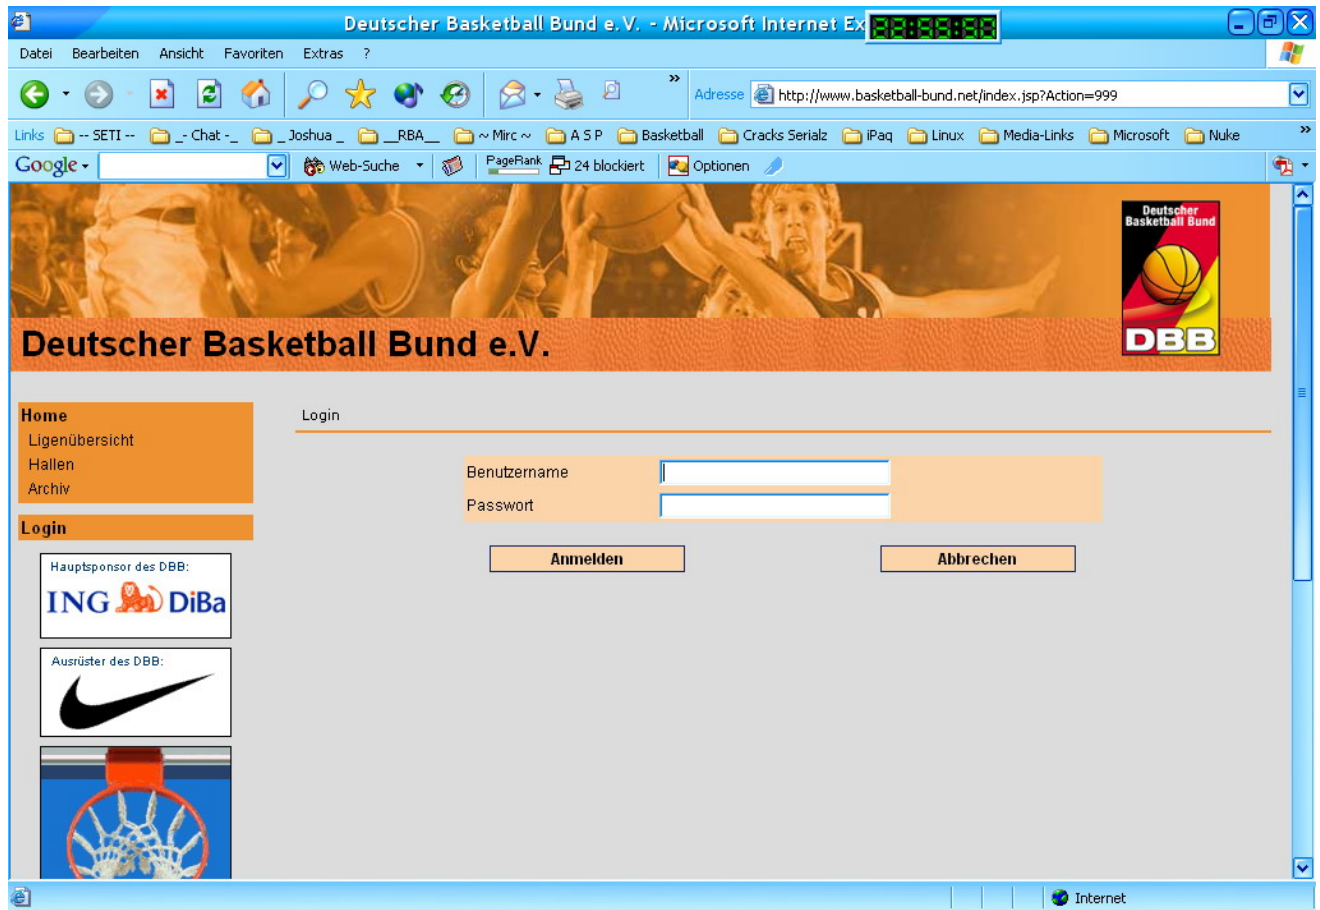 Deutscher Basketball Bund e.V. - Microsoft Internet Ex
Datei Bearbeiten Ansicht Favoriten Extras ?
Adresse http://www.basketball-bund.net/index.jsp?Action=999
Links -- SETI -- _- Chat -_ _ Joshua _ __RBA__ ~ Mirc ~ A S P Basketball Cracks Serialz iPaq Linux Media-Links Microsoft Nuke
Google Web-Suche PageRank 24 blockiert Optionen
Deutscher
Basketball Bund
DBB
Deutscher Basketball Bund e.V.
Home
Ligenübersicht
Hallen
Archiv
Login
Login
Benutzername
Passwort
Anmelden Abbrechen
Hauptsponsor des DBB:
ING DiBa
Ausrüster des DBB:
Internet